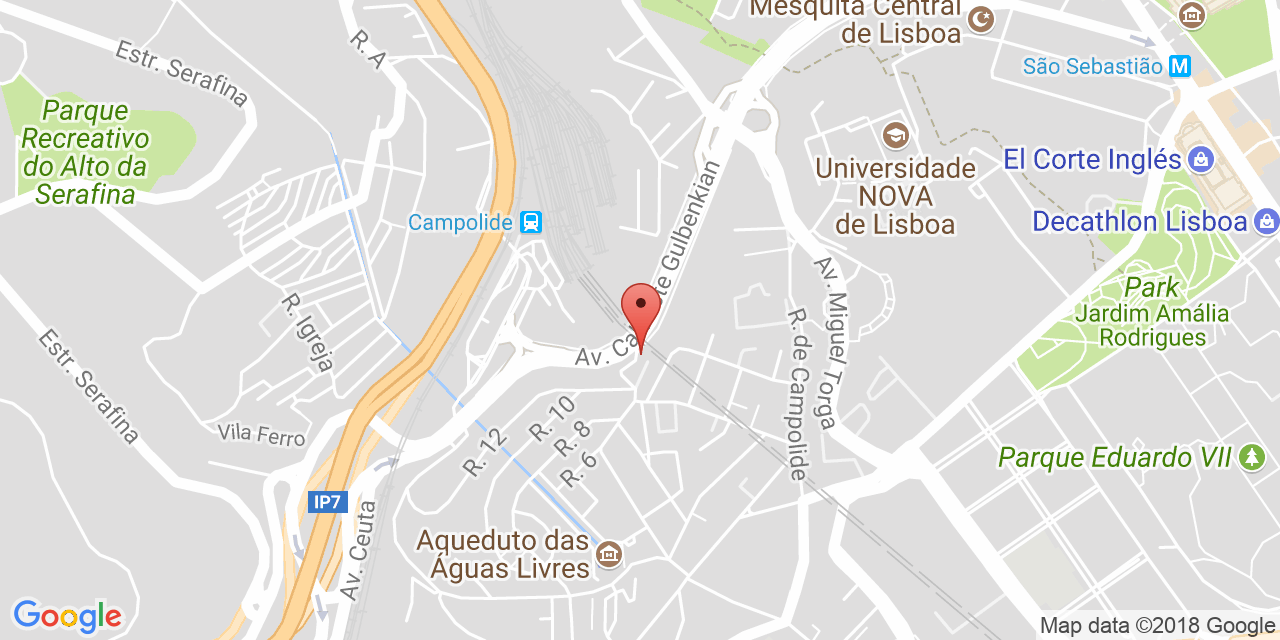 Mesquita Central
de Lisboa
São Sebastião
M
Estr. Serafina
R. A
Parque
Recreativo
do Alto da
Serafina
Universidade
NOVA
de Lisboa
El Corte Inglés
Decathlon Lisboa
Campolide
Park
Jardim Amália
Rodrigues
Av. Miguel Torga
R. de Campolide
R. Igreja
Estr. Serafina
Av. Ca
te Gulbenkian
Vila Ferro
R. 12
R. 10
R. 8
R. 6
Parque Eduardo VII
IP7
Av. Ceuta
Aqueduto das
Águas Livres
Google
Map data ©2018 Google